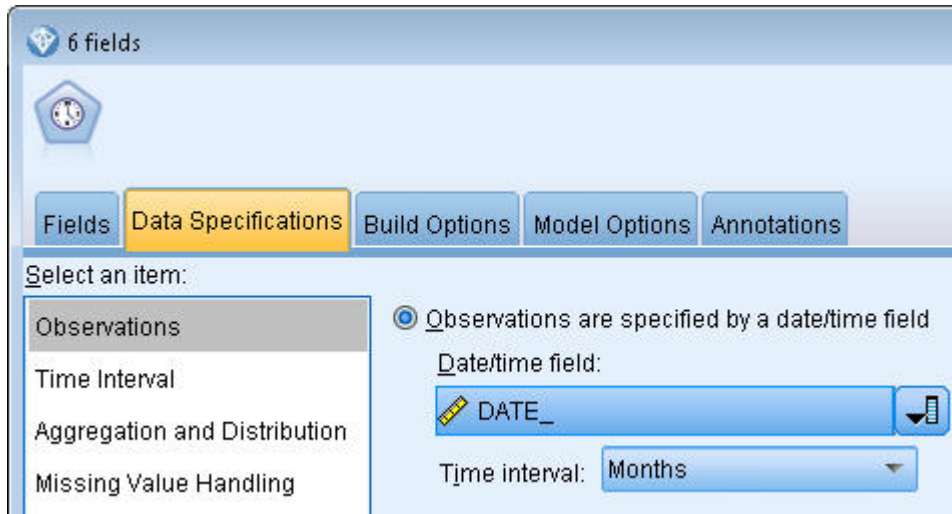 6 fields
Fields
Data Specifications
Build Options
Model Options
Annotations
Select an item:
Observations
Time Interval
Aggregation and Distribution
Missing Value Handling
Observations are specified by a date/time field
Date/time field:
DATE_
Time interval: Months